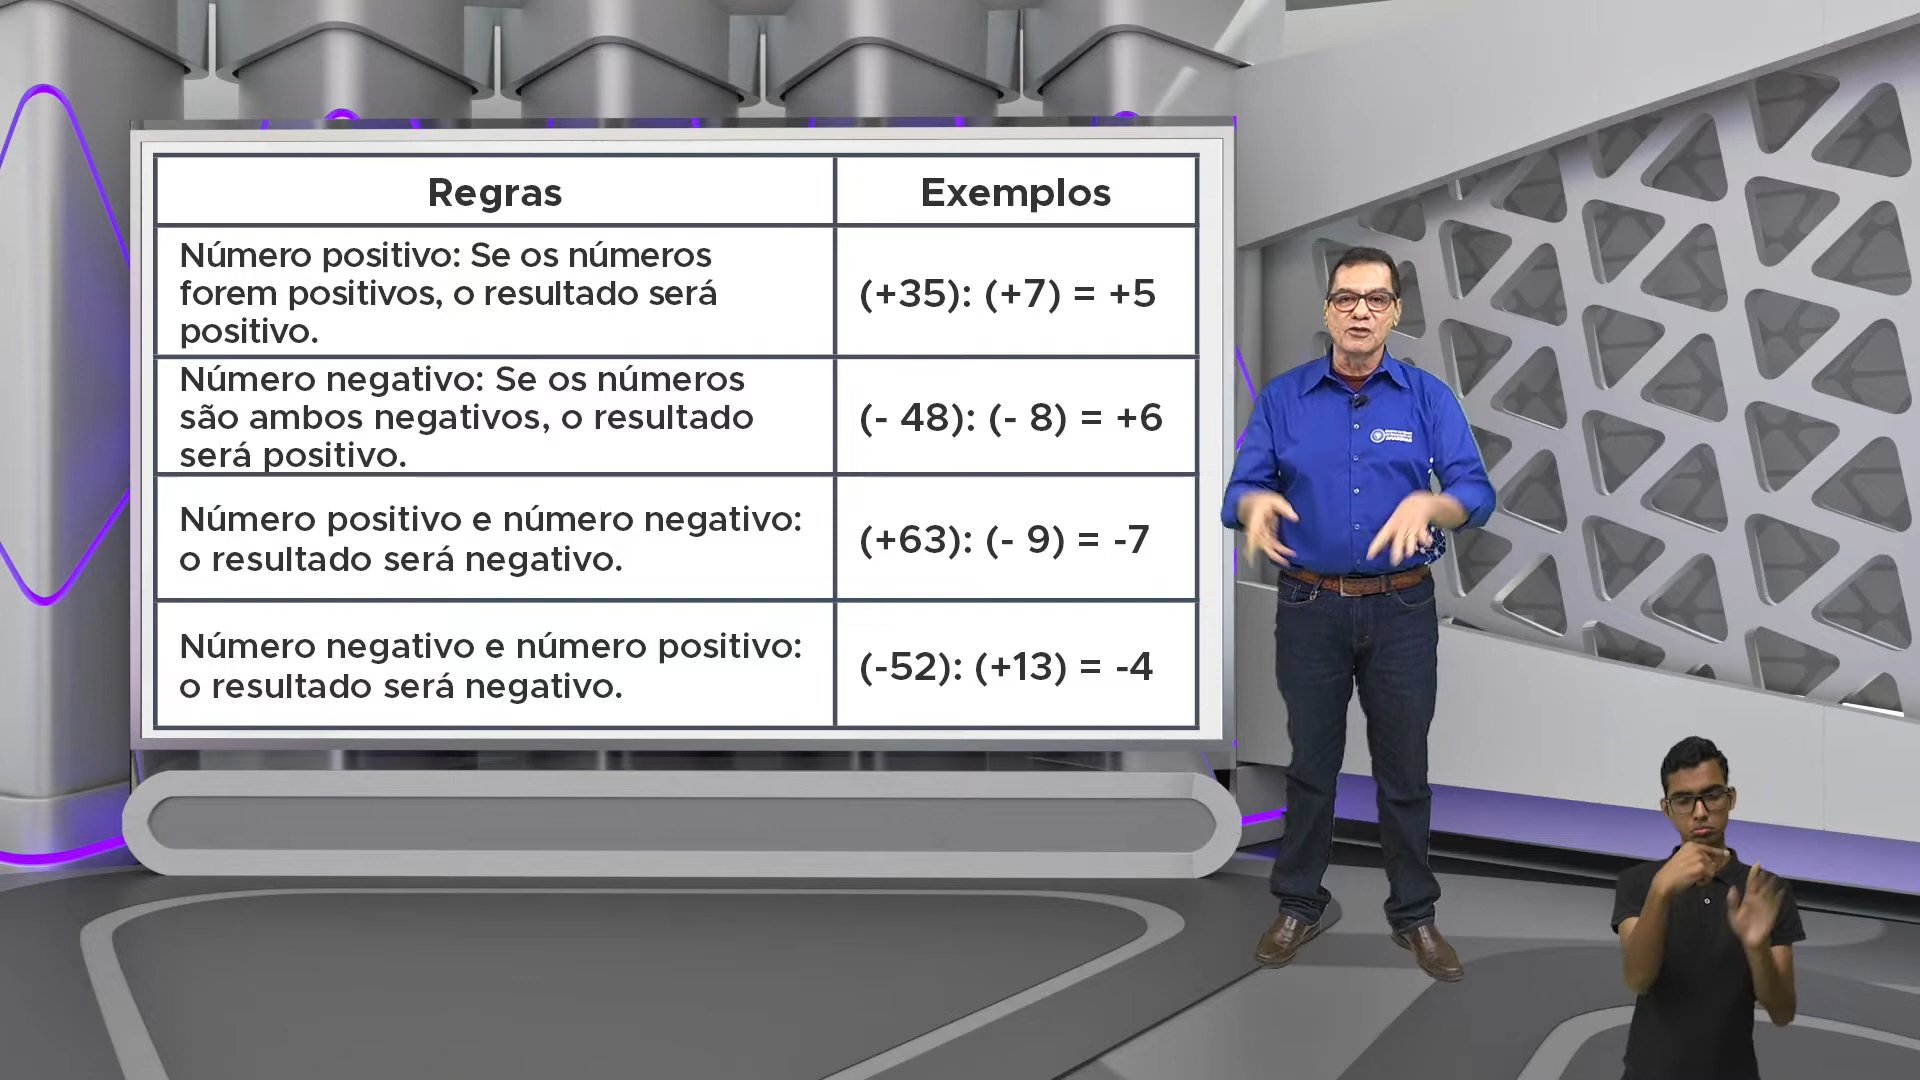 Regras
Exemplos
Número positivo: Se os números
forem positivos, o resultado será
positivo.
(+35): (+7) = +5
Número negativo: Se os números
são ambos negativos, o resultado
será positivo.
(- 48): (- 8) = +6
Número positivo e número negativo:
o resultado será negativo.
(+63): (- 9) = -7
Número negativo e número positivo:
o resultado será negativo.
(-52): (+13) = -4